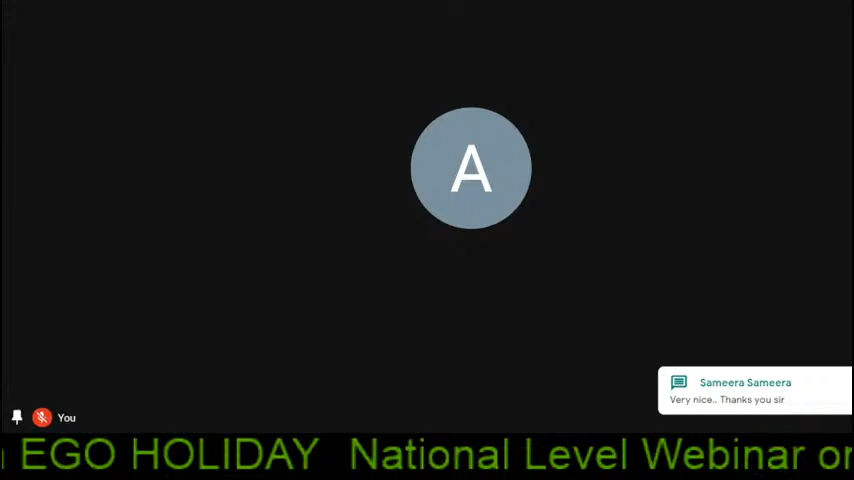 A
Sameera Sameera
Very nice.. Thanks you sir
You
EGO HOLIDAY National Level Webinar on